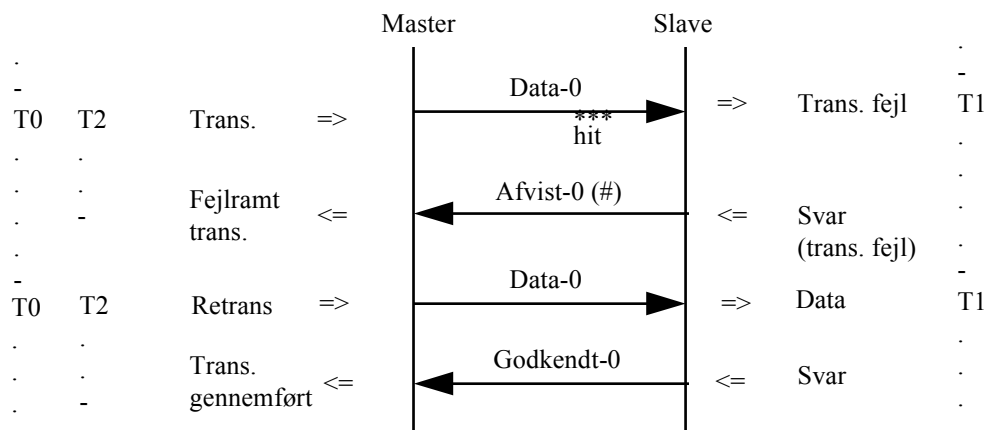 Master Slave
Data-0
T0 T2 Trans. => => Trans. fejl T1
***
hit
Afvist-0 (#)
Fejlramt <= <= Svar
trans. (trans. fejl)
Data-0
T0 T2 Retrans => => Data T1
Godkendt-0
Trans. <= <= Svar
gennemført